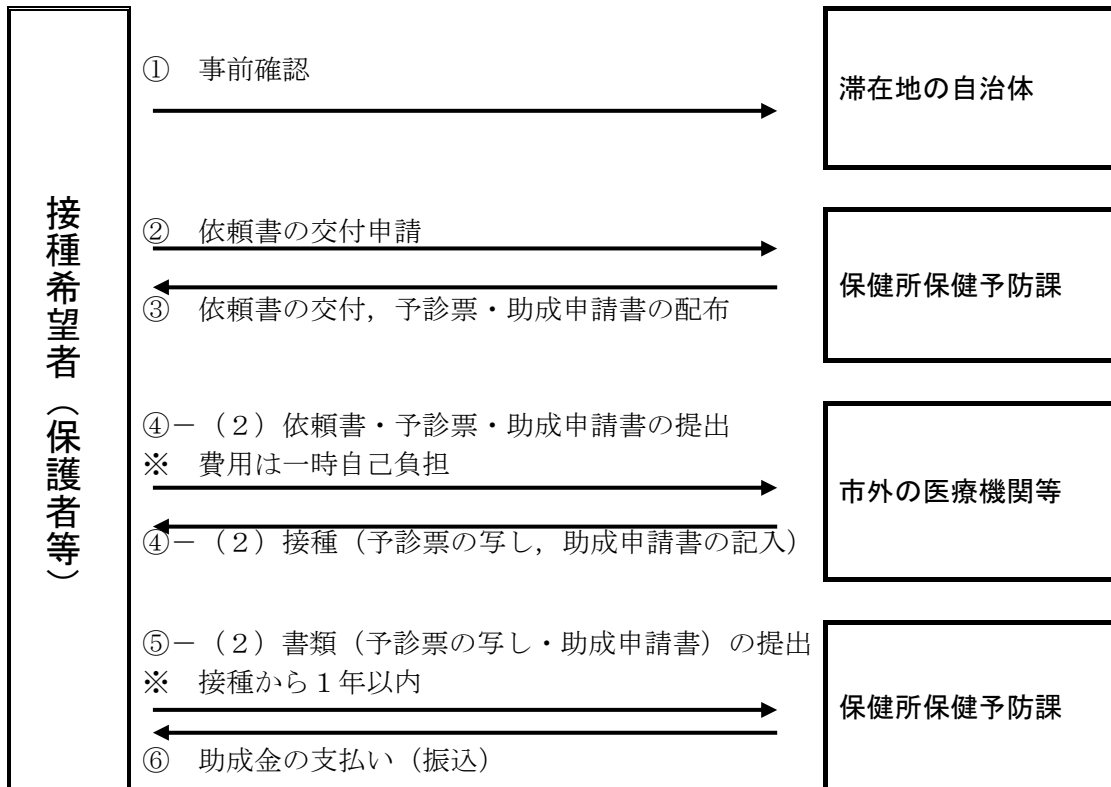 接種希望者（保護者等）
① 事前確認
滞在地の自治体
② 依頼書の交付申請
③ 依頼書の交付，予診票・助成申請書の配布
保健所保健予防課
④－（２）依頼書・予診票・助成申請書の提出
※ 費用は一時自己負担
④－（２）接種（予診票の写し，助成申請書の記入）
市外の医療機関等
⑤－（２）書類（予診票の写し・助成申請書）の提出
※ 接種から１年以内
⑥ 助成金の支払い（振込）
保健所保健予防課